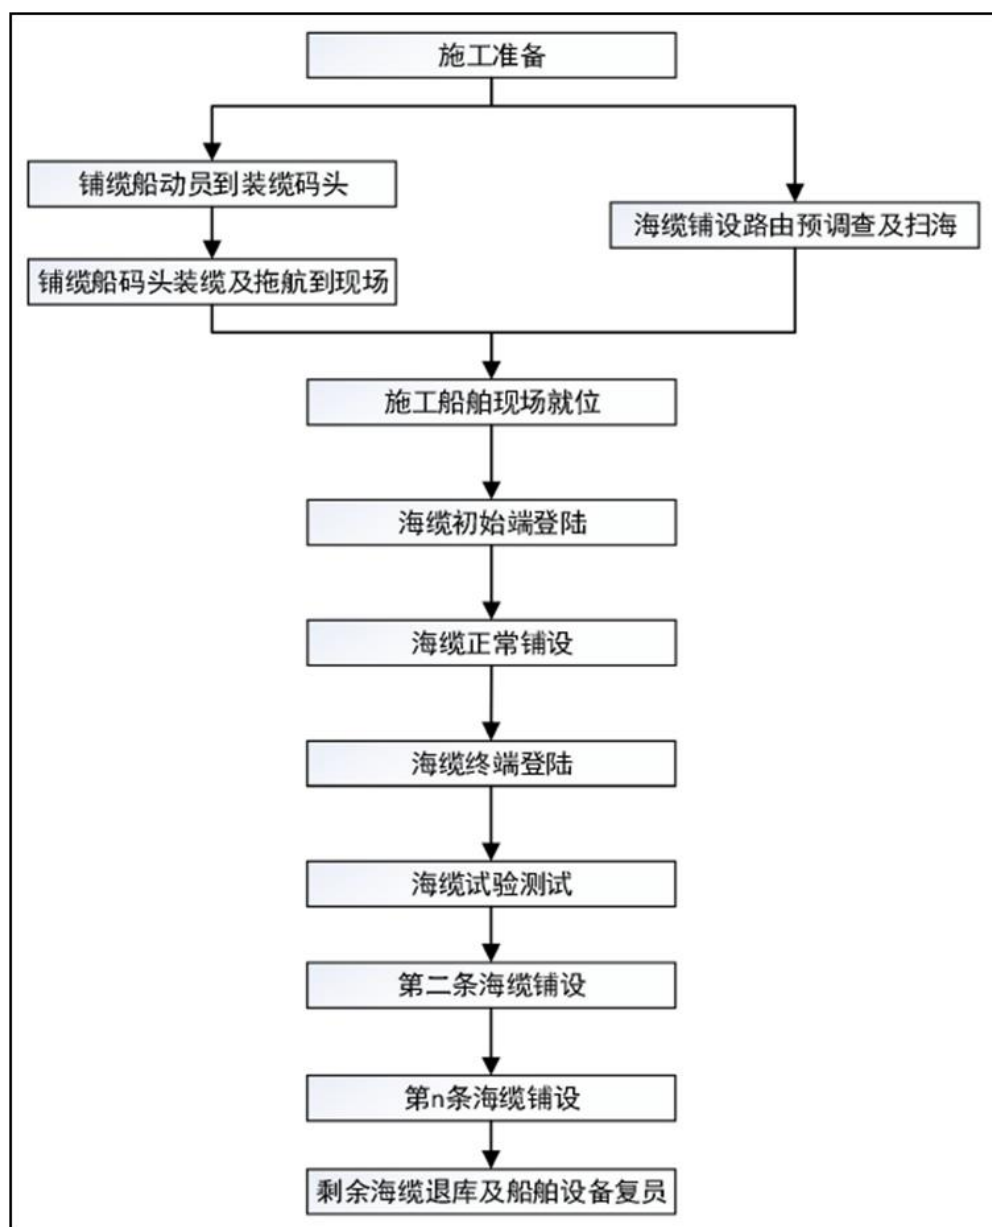 施工准备
铺缆船动员到装缆码头
海缆铺设路由预调查及扫海
铺缆船码头装缆及拖航到现场
施工船舶现场就位
海缆初始端登陆
海缆正常铺设
海缆终端登陆
海缆试验测试
第二条海缆铺设
第n条海缆铺设
剩余海缆退库及船舶设备复员